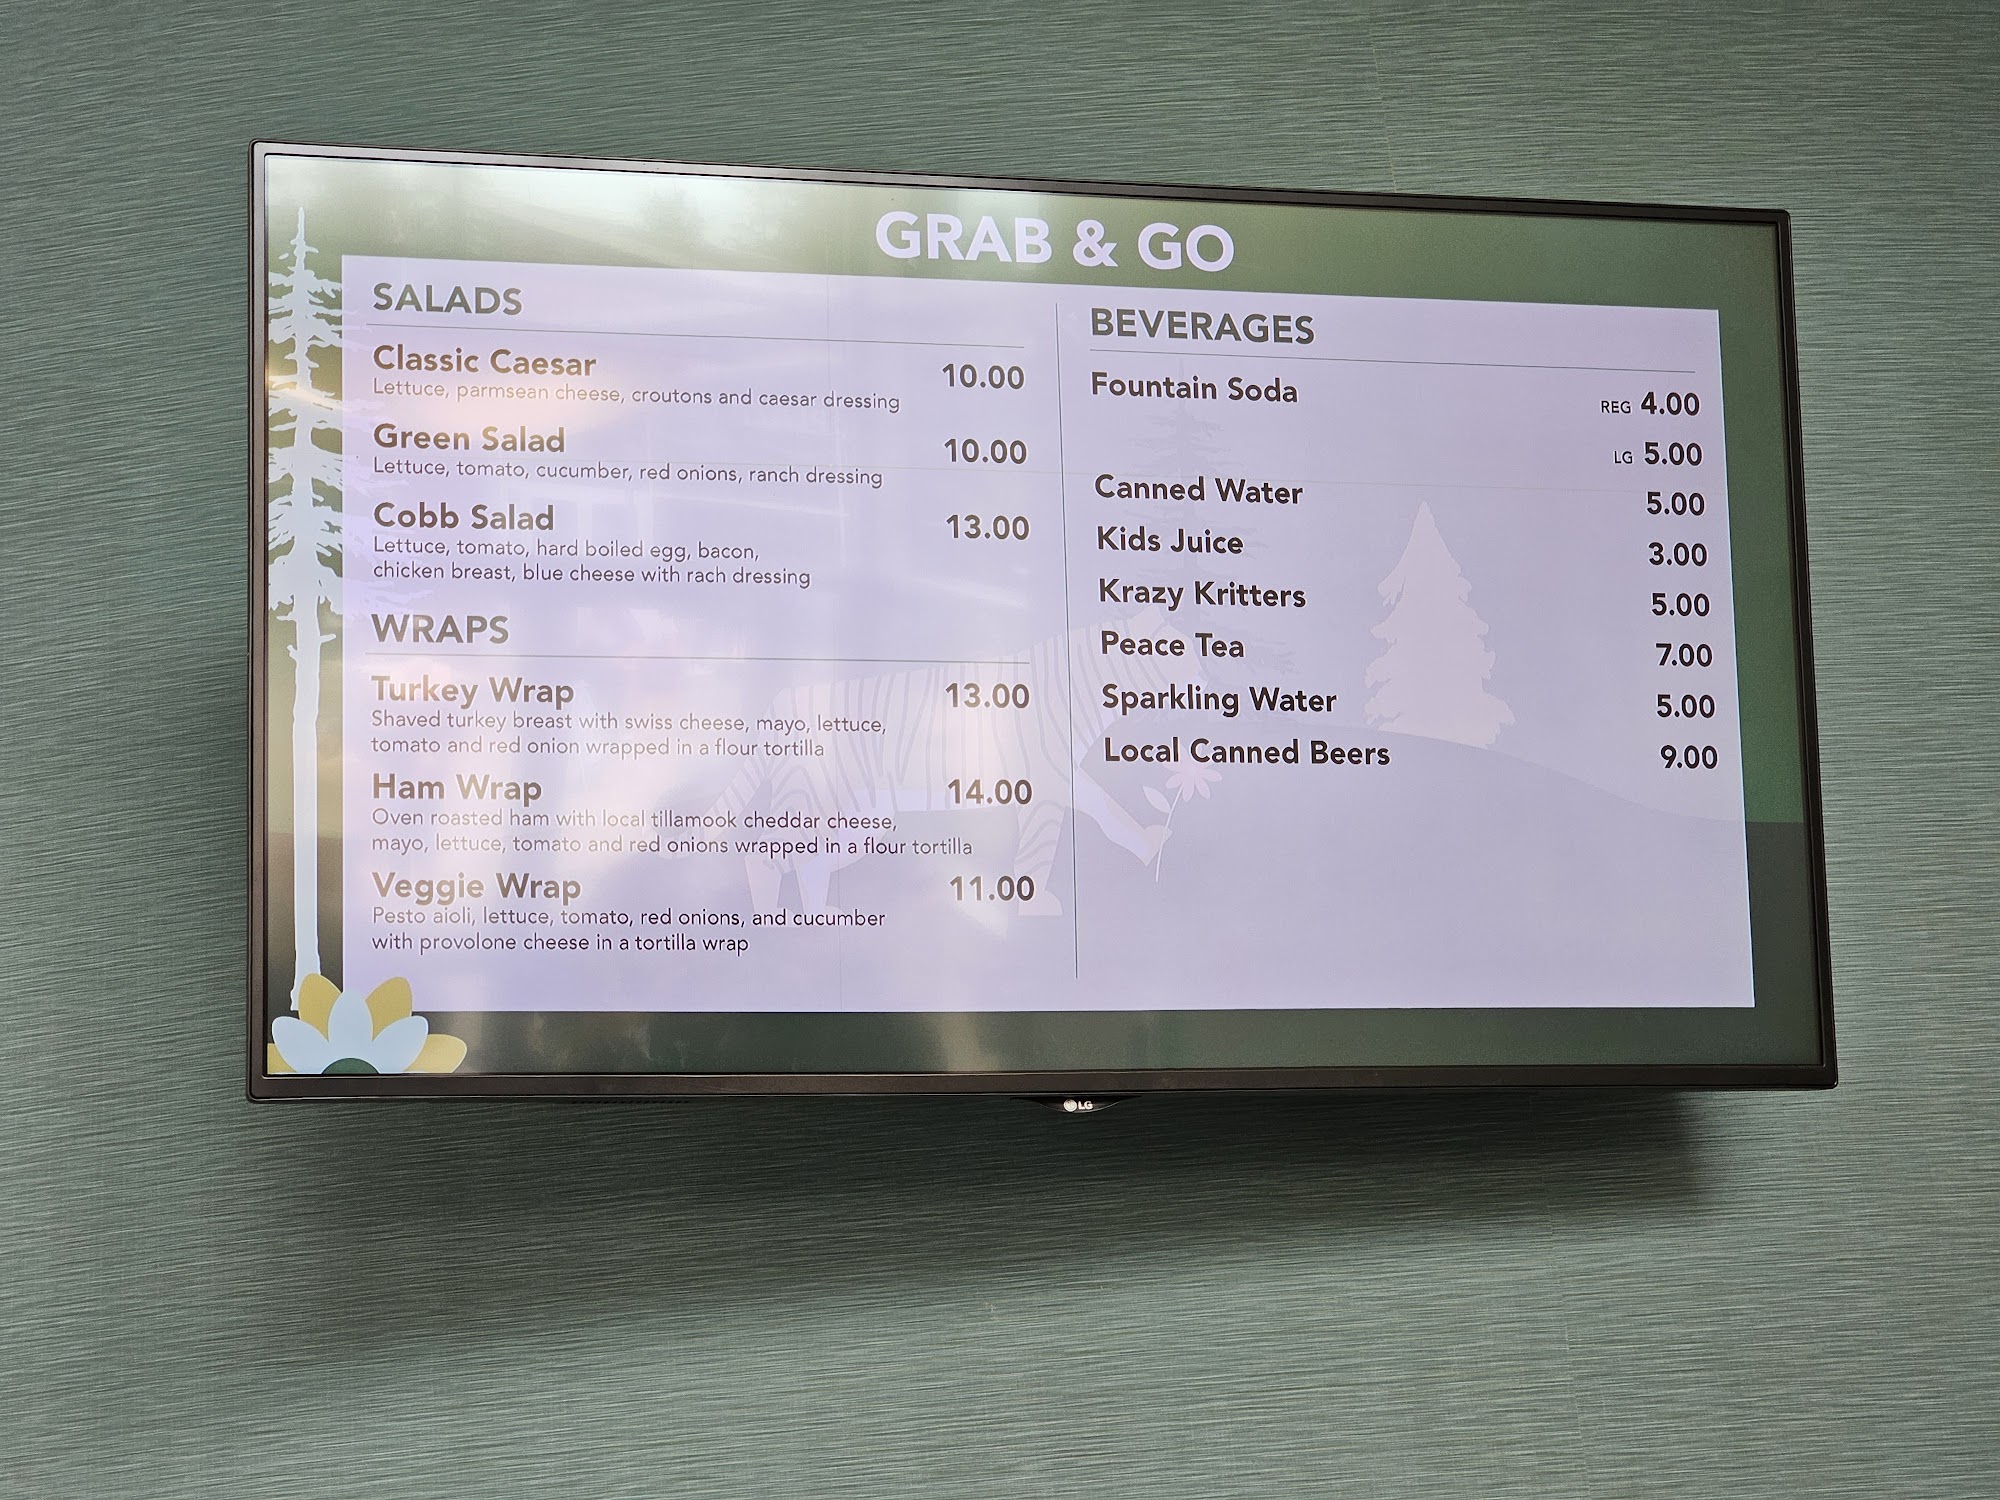 GRAB & GO
SALADS
Classic Caesar 10.00
Lettuce, parmsean cheese, croutons and caesar dressing
Green Salad 10.00
Lettuce, tomato, cucumber, red onions, ranch dressing
Cobb Salad 13.00
Lettuce, tomato, hard boiled egg, bacon,
chicken breast, blue cheese with rach dressing
WRAPS
Turkey Wrap 13.00
Shaved turkey breast with swiss cheese, mayo, lettuce,
tomato and red onion wrapped in a flour tortilla
Ham Wrap 14.00
Oven roasted ham with local tillamook cheddar cheese,
mayo, lettuce, tomato and red onions wrapped in a flour tortilla
Veggie Wrap 11.00
Pesto aioli, lettuce, tomato, red onions, and cucumber
with provolone cheese in a tortilla wrap
BEVERAGES
Fountain Soda REG 4.00
LG 5.00
Canned Water 5.00
Kids Juice 3.00
Krazy Kritters 5.00
Peace Tea 7.00
Sparkling Water 5.00
Local Canned Beers 9.00
LG